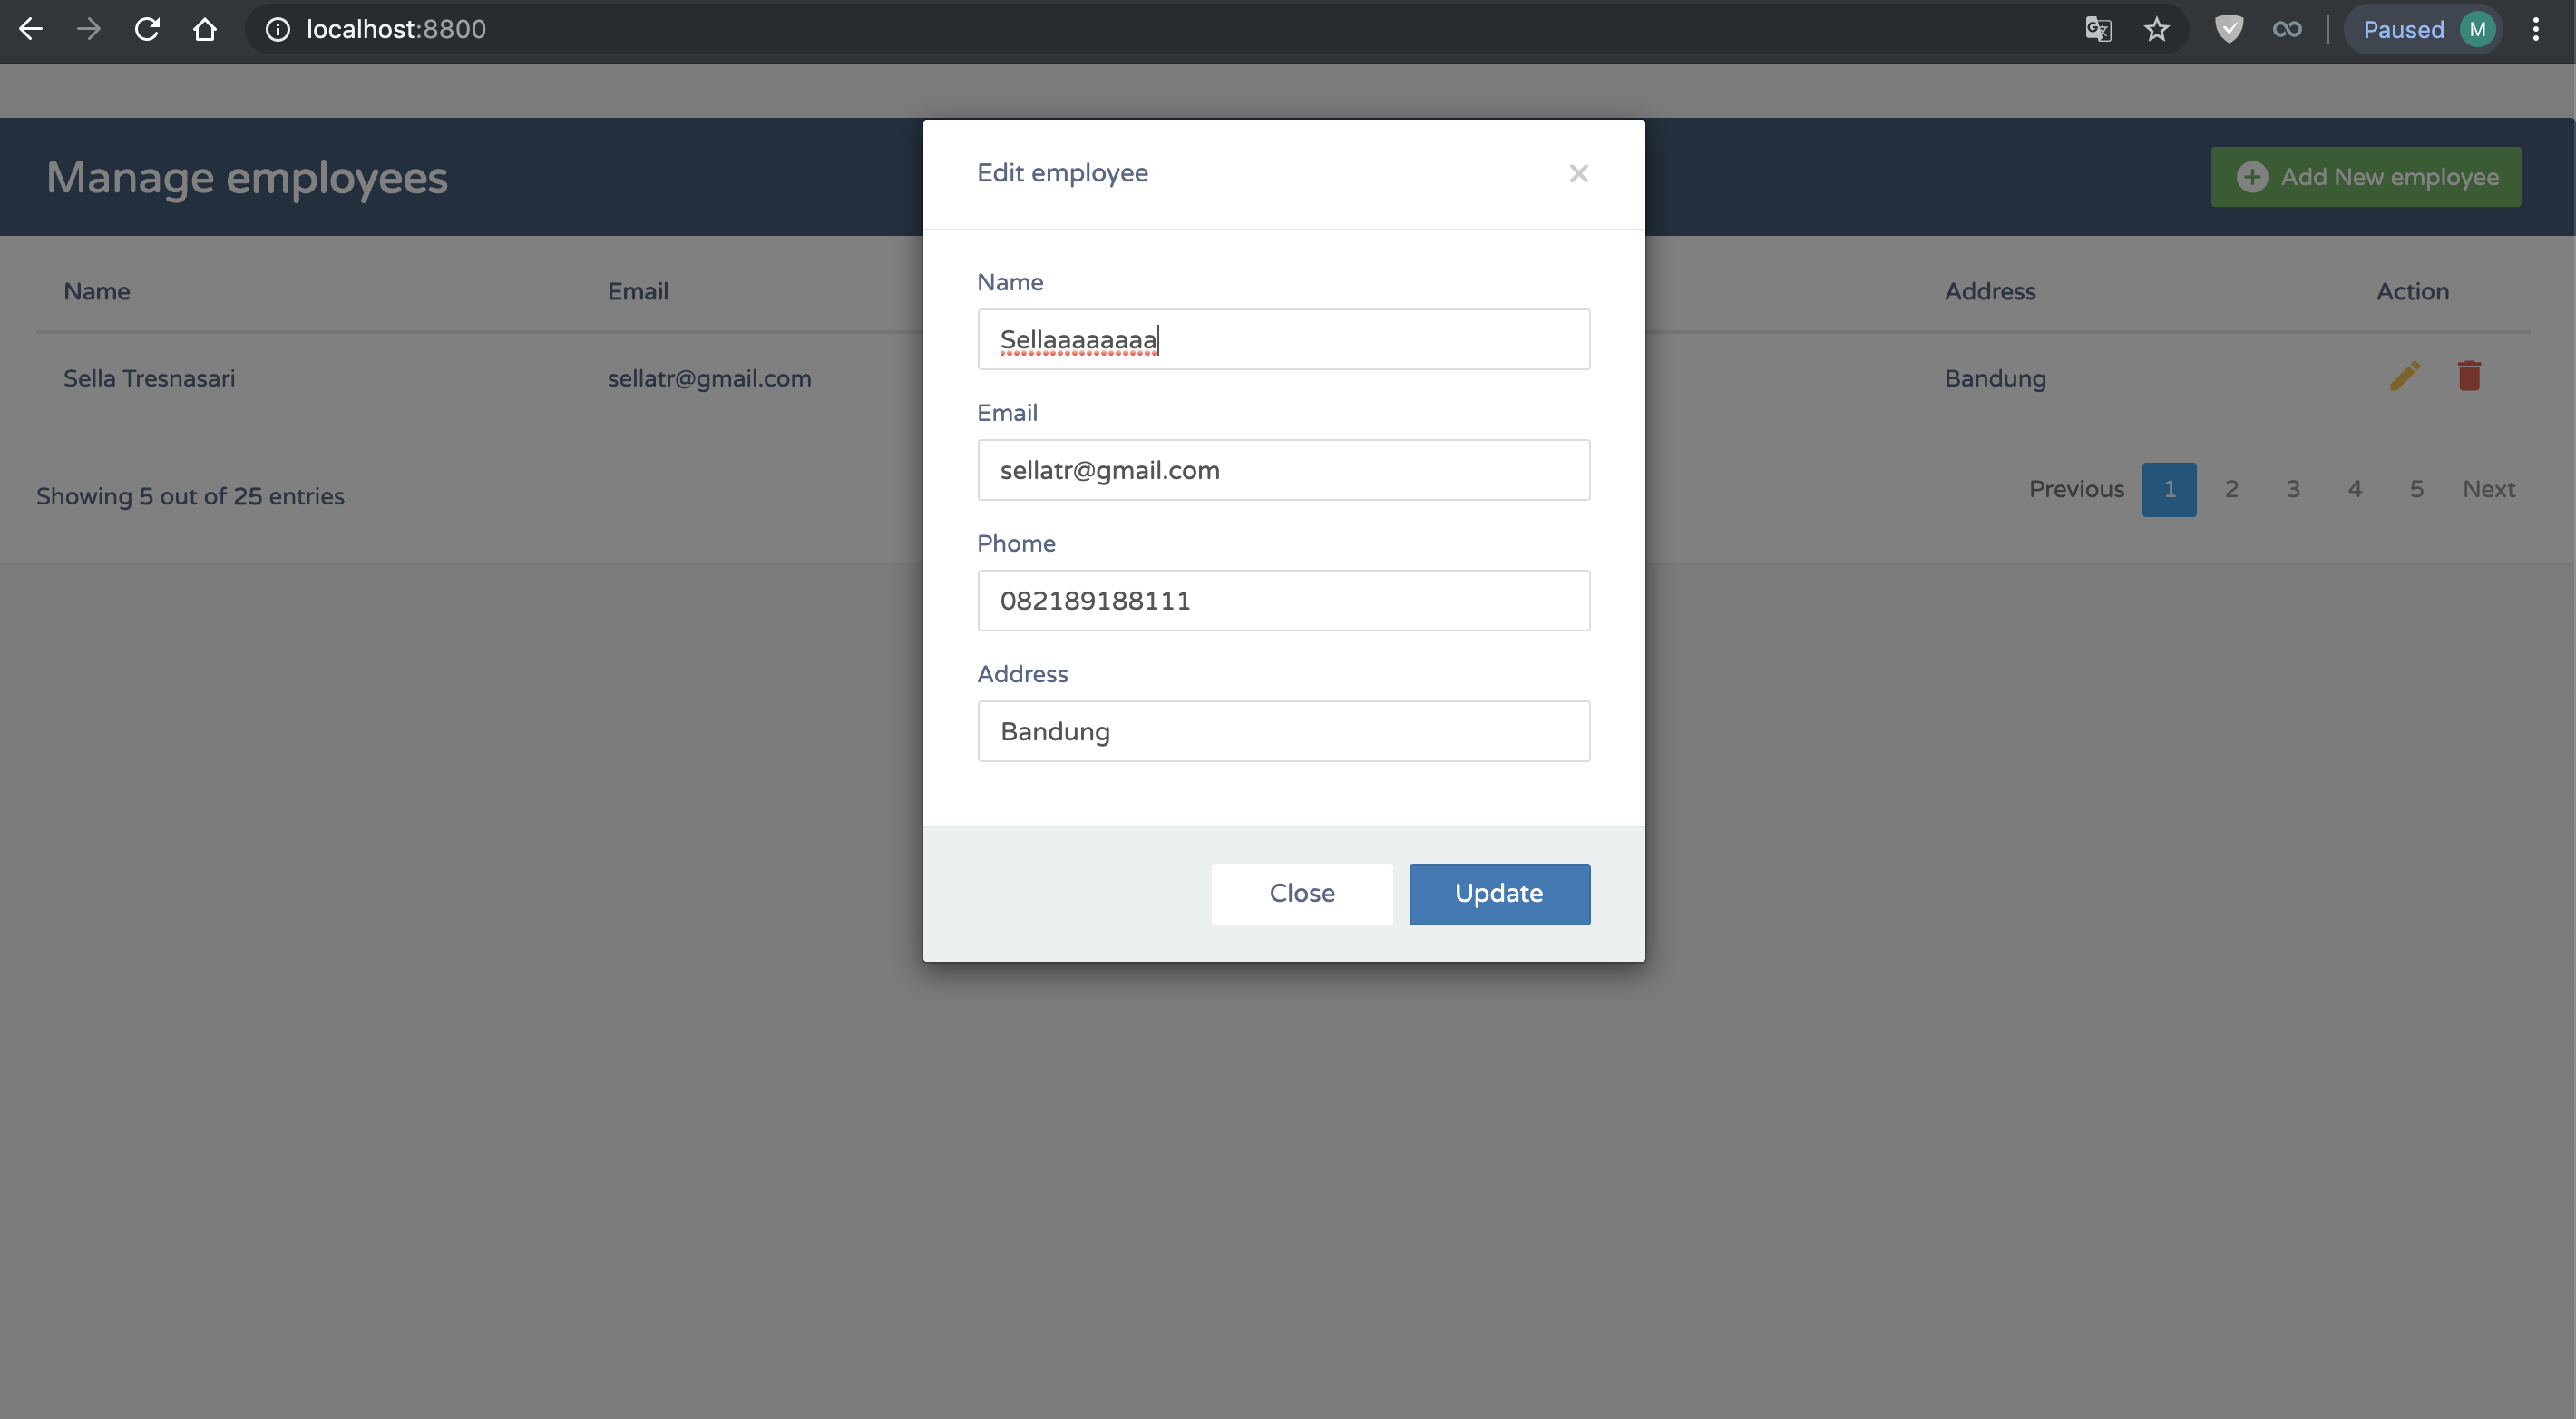 localhost:8800
Paused M
Manage employees
Add New employee
Name Email Address Action
Sella Tresnasari sellatr@gmail.com Bandung
Showing 5 out of 25 entries
Previous 1 2 3 4 5 Next
Edit employee ×
Name
Sellaaaaaaaa
Email
sellatr@gmail.com
Phome
082189188111
Address
Bandung
Close Update